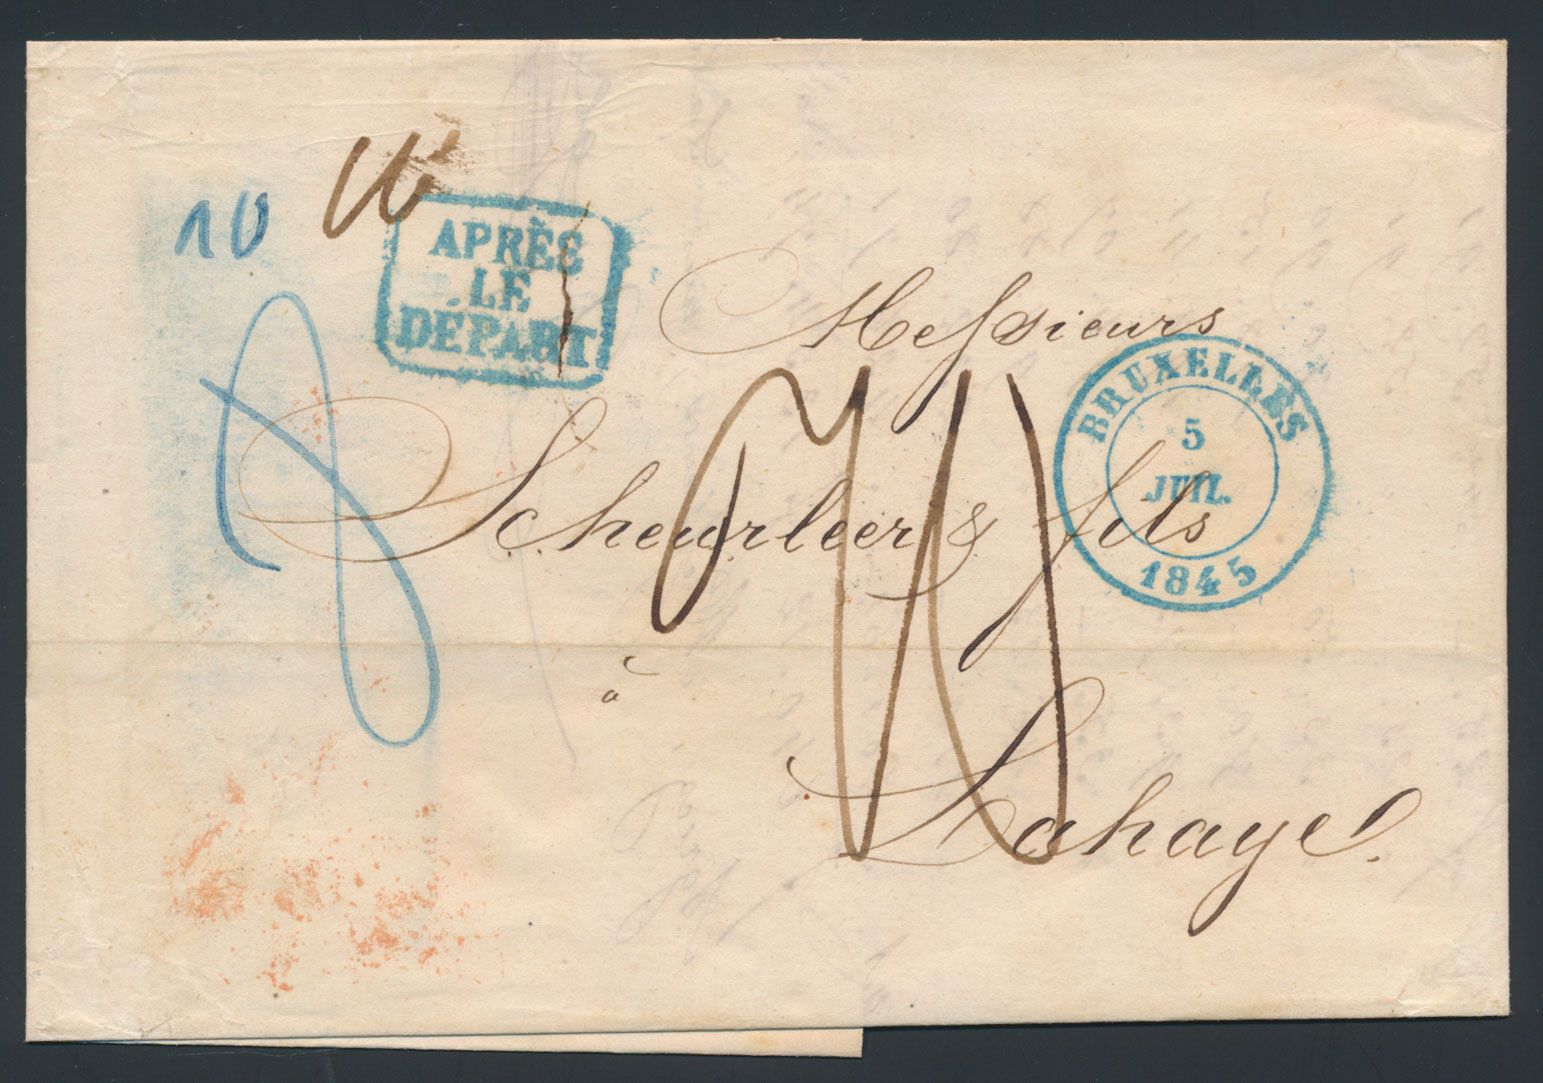 10
APRÈS
LE
DÉPART
Messieurs
Scheurleer & fils
à
Lahaye.
BRUXELLES
5
JUIL.
1845